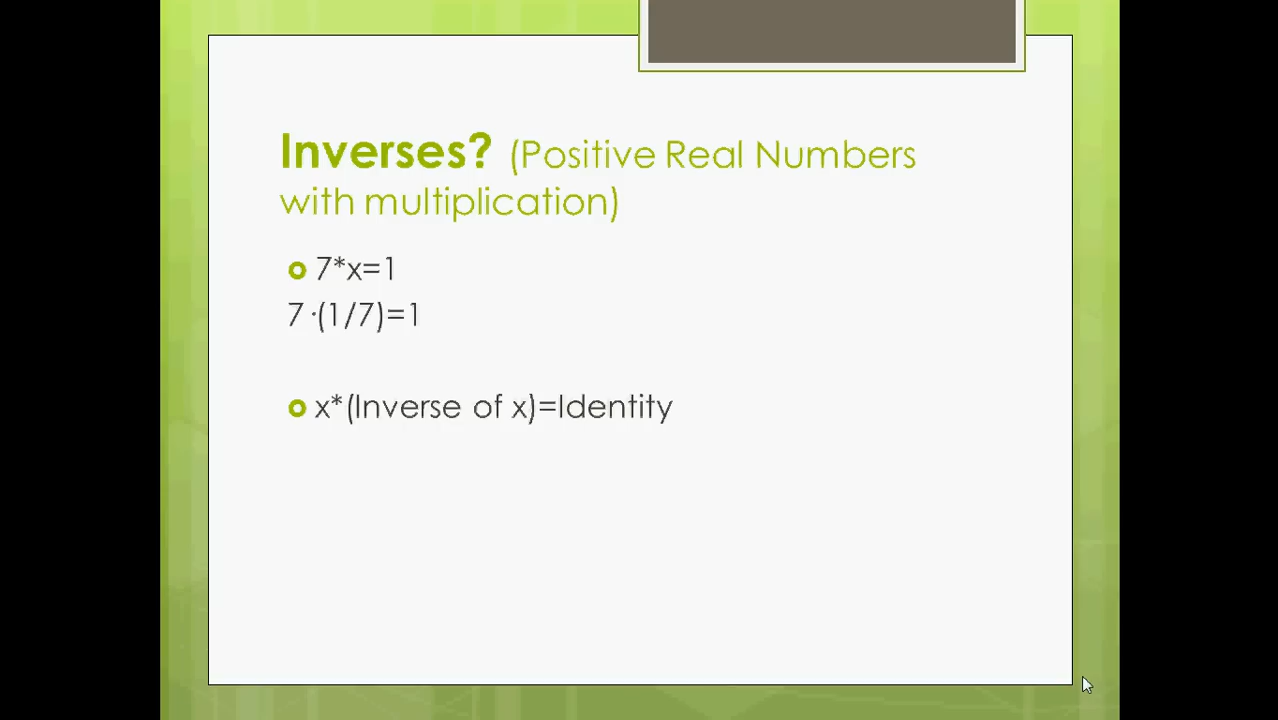 Inverses? (Positive Real Numbers
with multiplication)
7*x=1
7·(1/7)=1
x*(Inverse of x)=Identity